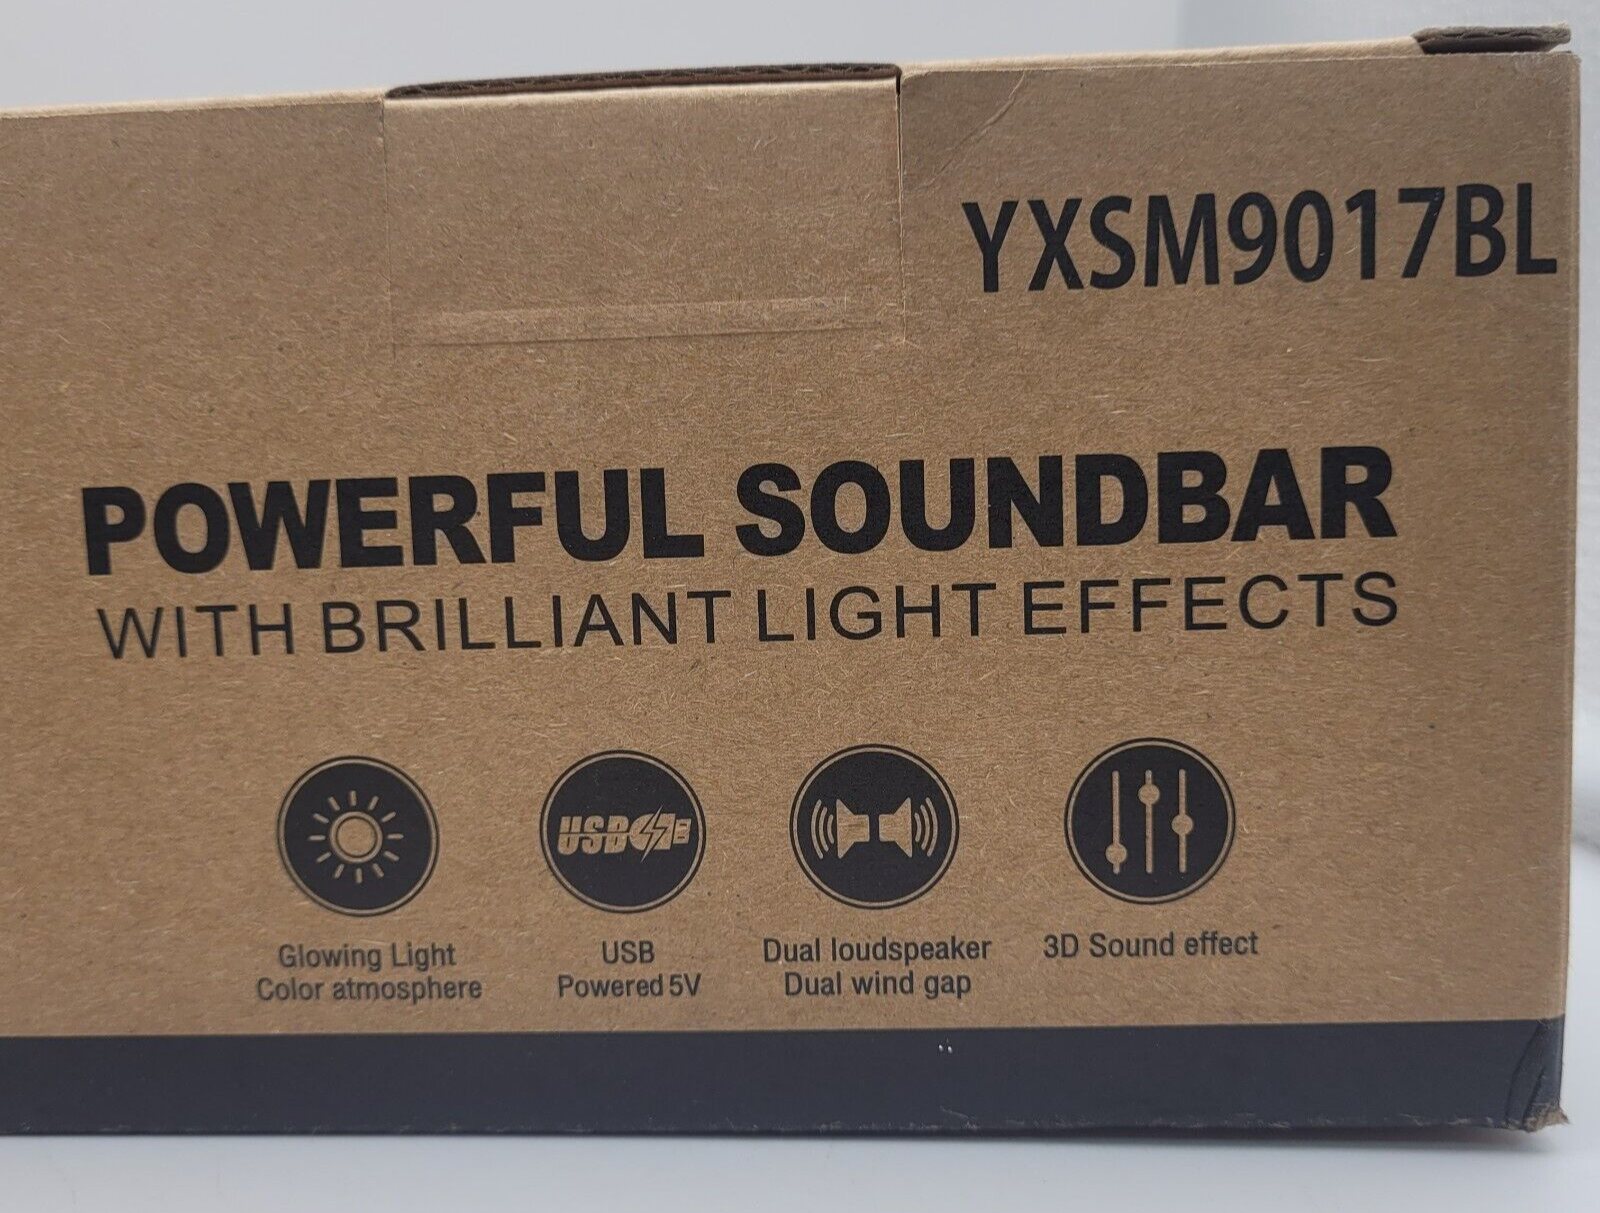 YXSM9017BL
POWERFUL SOUNDBAR
WITH BRILLIANT LIGHT EFFECTS
USB
Glowing Light
Color atmosphere
USB
Powered 5V
Dual loudspeaker
Dual wind gap
3D Sound effect